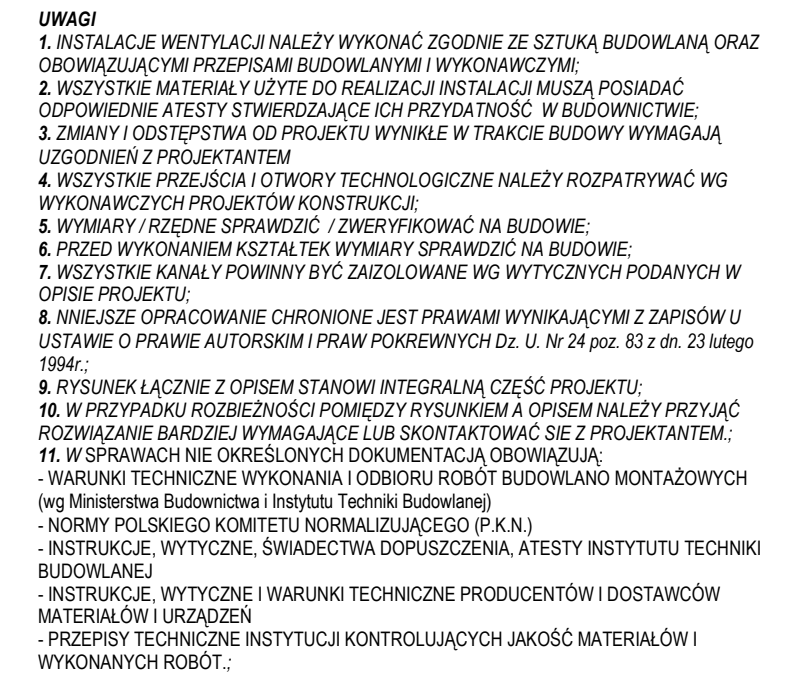 UWAGI
1. INSTALACJE WENTYLACJI NALEŻY WYKONAĆ ZGODNIE ZE SZTUKĄ BUDOWLANĄ ORAZ
OBOWIĄZUJĄCYMI PRZEPISAMI BUDOWLANYMI I WYKONAWCZYMI;
2. WSZYSTKIE MATERIAŁY UŻYTE DO REALIZACJI INSTALACJI MUSZĄ POSIADAĆ
ODPOWIEDNIE ATESTY STWIERDZAJĄCE ICH PRZYDATNOŚĆ W BUDOWNICTWIE;
3. ZMIANY I ODSTĘPSTWA OD PROJEKTU WYNIKŁE W TRAKCIE BUDOWY WYMAGAJĄ
UZGODNIEŃ Z PROJEKTANTEM
4. WSZYSTKIE PRZEJŚCIA I OTWORY TECHNOLOGICZNE NALEŻY ROZPATRYWAĆ WG
WYKONAWCZYCH PROJEKTÓW KONSTRUKCJI;
5. WYMIARY / RZĘDNE SPRAWDZIĆ / ZWERYFIKOWAĆ NA BUDOWIE;
6. PRZED WYKONANIEM KSZTAŁTEK WYMIARY SPRAWDZIĆ NA BUDOWIE;
7. WSZYSTKIE KANAŁY POWINNY BYĆ ZAIZOLOWANE WG WYTYCZNYCH PODANYCH W
OPISIE PROJEKTU;
8. NNIEJSZE OPRACOWANIE CHRONIONE JEST PRAWAMI WYNIKAJĄCYMI Z ZAPISÓW U
USTAWIE O PRAWIE AUTORSKIM I PRAW POKREWNYCH Dz. U. Nr 24 poz. 83 z dn. 23 lutego
1994r.;
9. RYSUNEK ŁĄCZNIE Z OPISEM STANOWI INTEGRALNĄ CZĘŚĆ PROJEKTU;
10. W PRZYPADKU ROZBIEŻNOŚCI POMIĘDZY RYSUNKIEM A OPISEM NALEŻY PRZYJĄĆ
ROZWIĄZANIE BARDZIEJ WYMAGAJĄCE LUB SKONTAKTOWAĆ SIE Z PROJEKTANTEM.;
11. W SPRAWACH NIE OKREŚLONYCH DOKUMENTACJĄ OBOWIĄZUJĄ:
- WARUNKI TECHNICZNE WYKONANIA I ODBIORU ROBÓT BUDOWLANO MONTAŻOWYCH
(wg Ministerstwa Budownictwa i Instytutu Techniki Budowlanej)
- NORMY POLSKIEGO KOMITETU NORMALIZUJĄCEGO (P.K.N.)
- INSTRUKCJE, WYTYCZNE, ŚWIADECTWA DOPUSZCZENIA, ATESTY INSTYTUTU TECHNIKI
BUDOWLANEJ
- INSTRUKCJE, WYTYCZNE I WARUNKI TECHNICZNE PRODUCENTÓW I DOSTAWCÓW
MATERIAŁÓW I URZĄDZEŃ
- PRZEPISY TECHNICZNE INSTYTUCJI KONTROLUJĄCYCH JAKOŚĆ MATERIAŁÓW I
WYKONANYCH ROBÓT.;